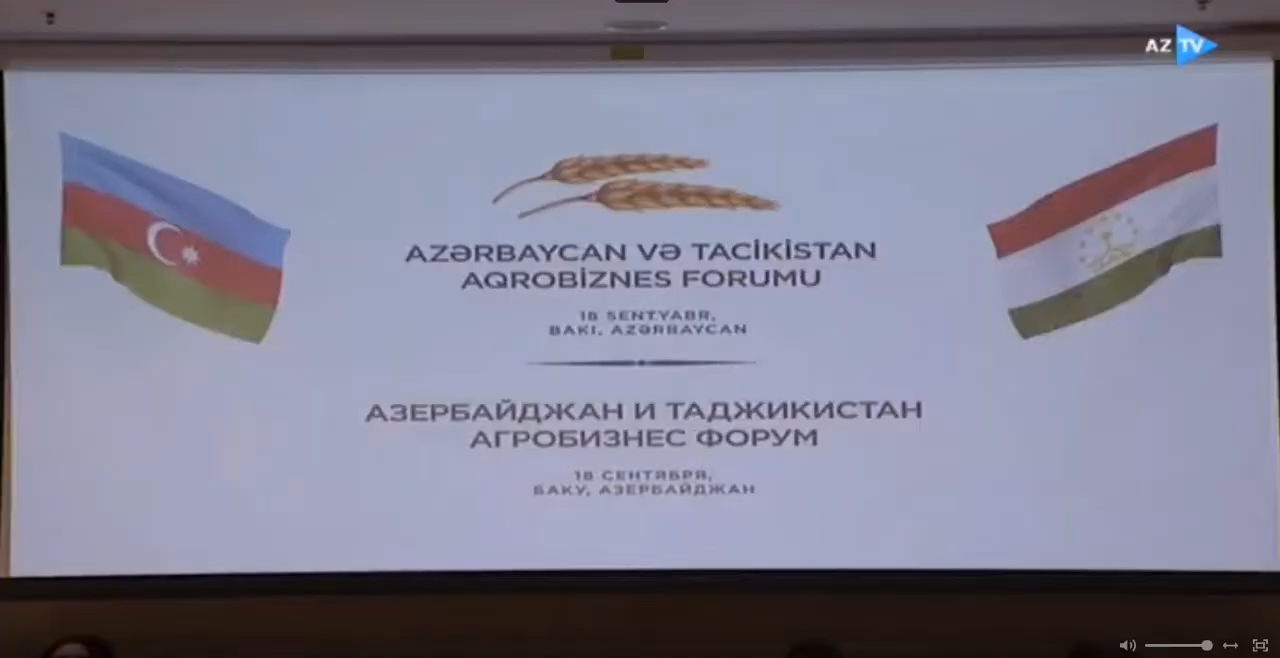 AZ TV
AZƏRBAYCAN VƏ TACİKİSTAN
AQROBİZNES FORUMU
18 SENTYABR,
BAKI, AZƏRBAYCAN
АЗЕРБАЙДЖАН И ТАДЖИКИСТАН
АГРОБИЗНЕС ФОРУМ
18 СЕНТЯБРЯ,
БАКУ, АЗЕРБАЙДЖАН